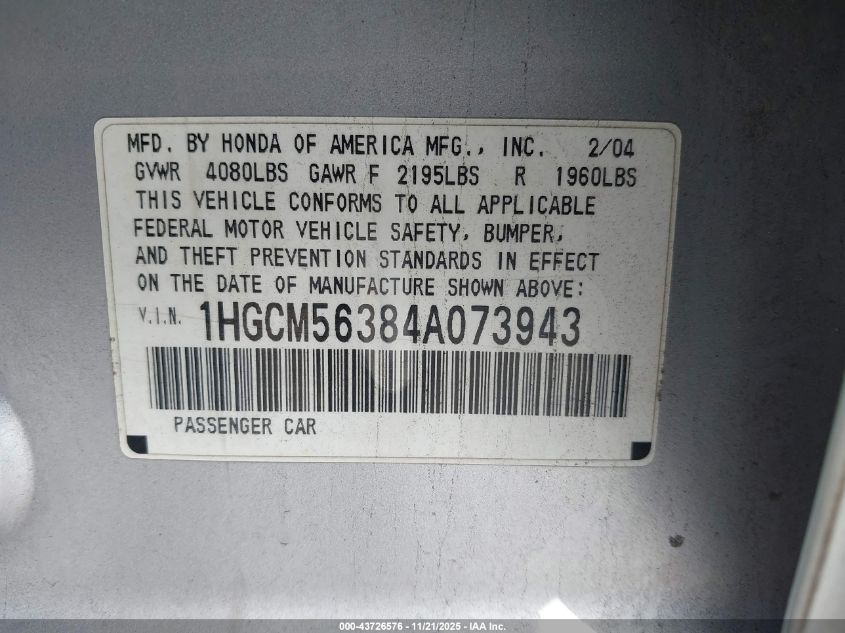 MFD. BY HONDA OF AMERICA MFG., INC. 2/04
GVWR 4080LBS GAWR F 2195LBS R 1960LBS
THIS VEHICLE CONFORMS TO ALL APPLICABLE
FEDERAL MOTOR VEHICLE SAFETY, BUMPER,
AND THEFT PREVENTION STANDARDS IN EFFECT
ON THE DATE OF MANUFACTURE SHOWN ABOVE:
V.I.N. 1HGCM56384A073943
PASSENGER CAR
000-43726576 - 11/21/2025 - IAA Inc.